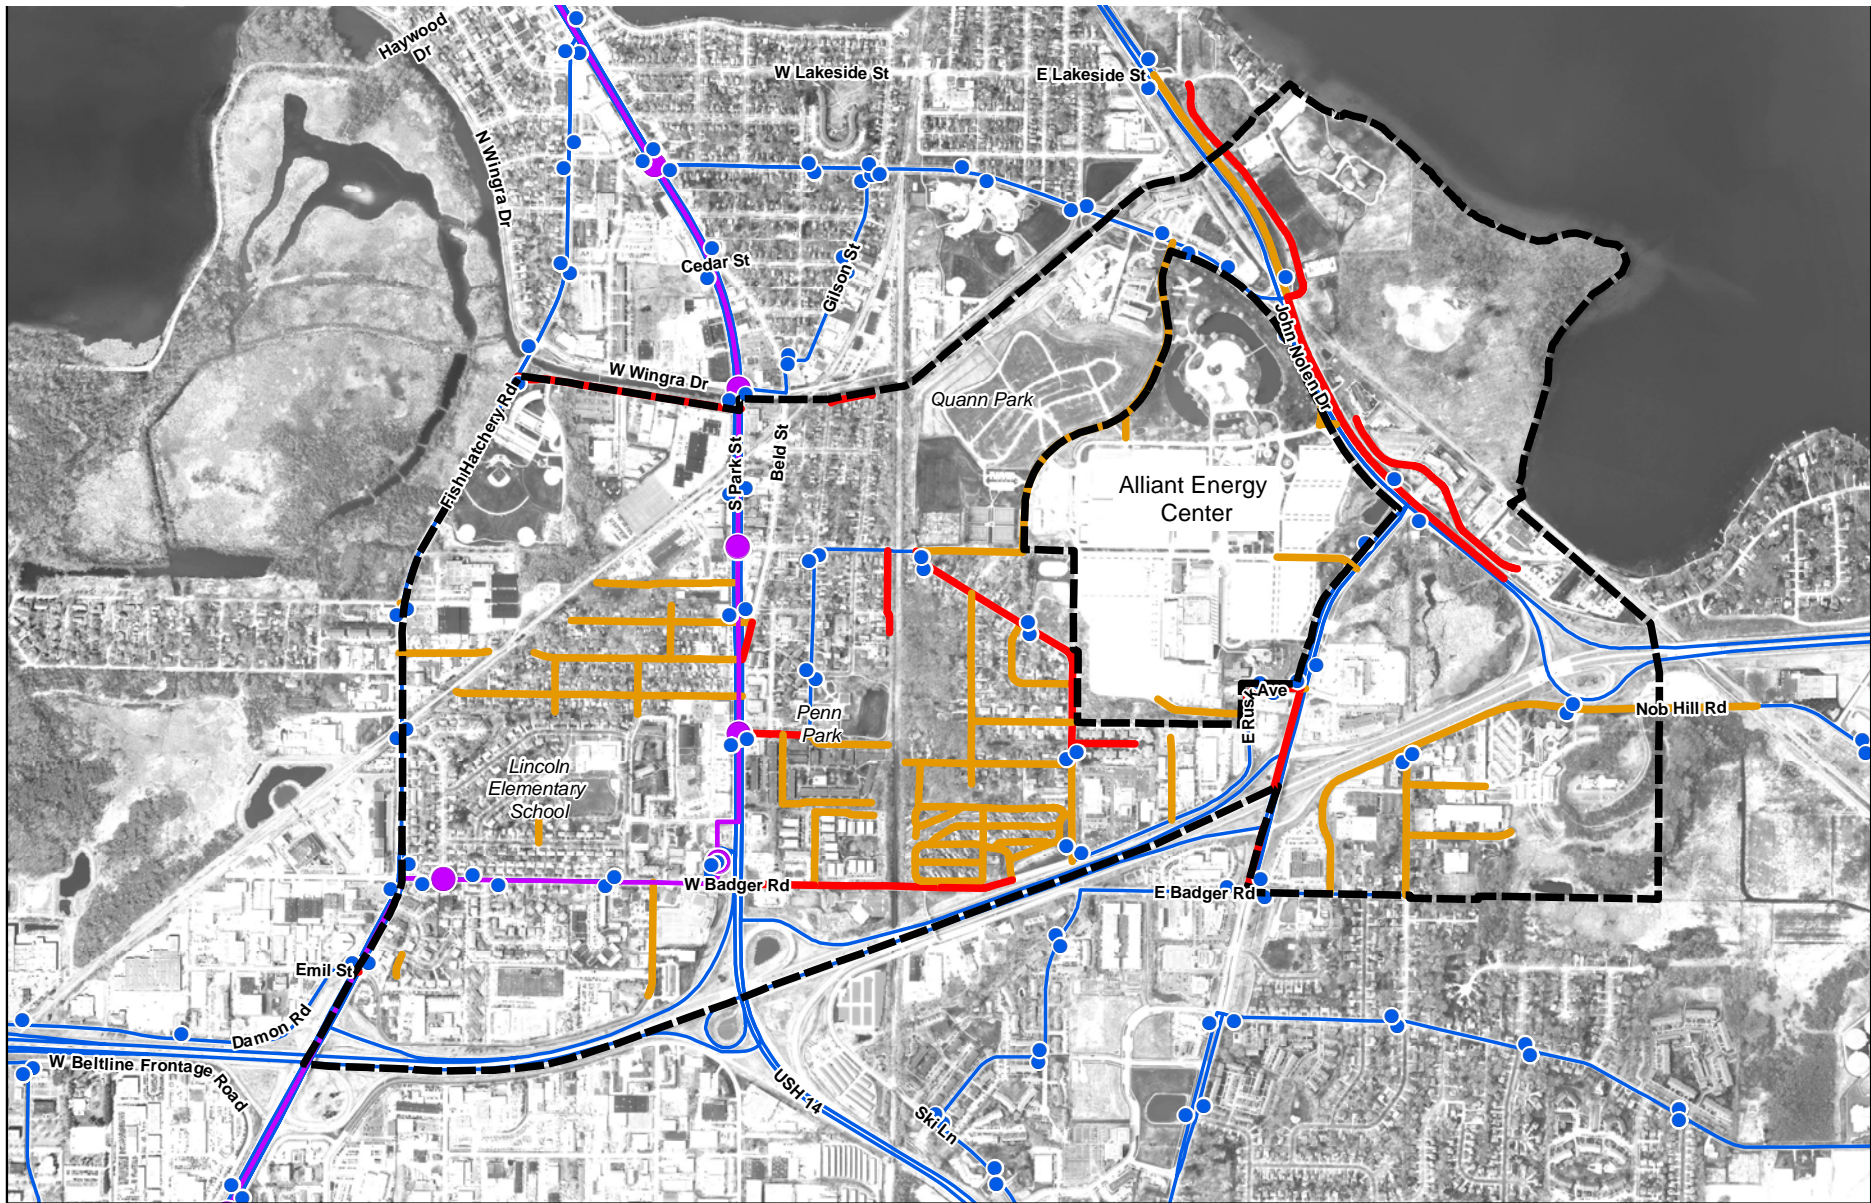 Haywood
Dr
W Lakeside St
E Lakeside St
N Wingra Dr
Cedar St
Gilson St
W Wingra Dr
John Nolen Dr
Quann Park
Fish Hatchery Rd
S Park St
Beld St
Alliant Energy
Center
E Rusk
Ave
Nob Hill Rd
Penn
Park
Lincoln
Elementary
School
W Badger Rd
E Badger Rd
Emil St
Damon Rd
W Beltline Frontage
Road
USH 14
Ski Ln